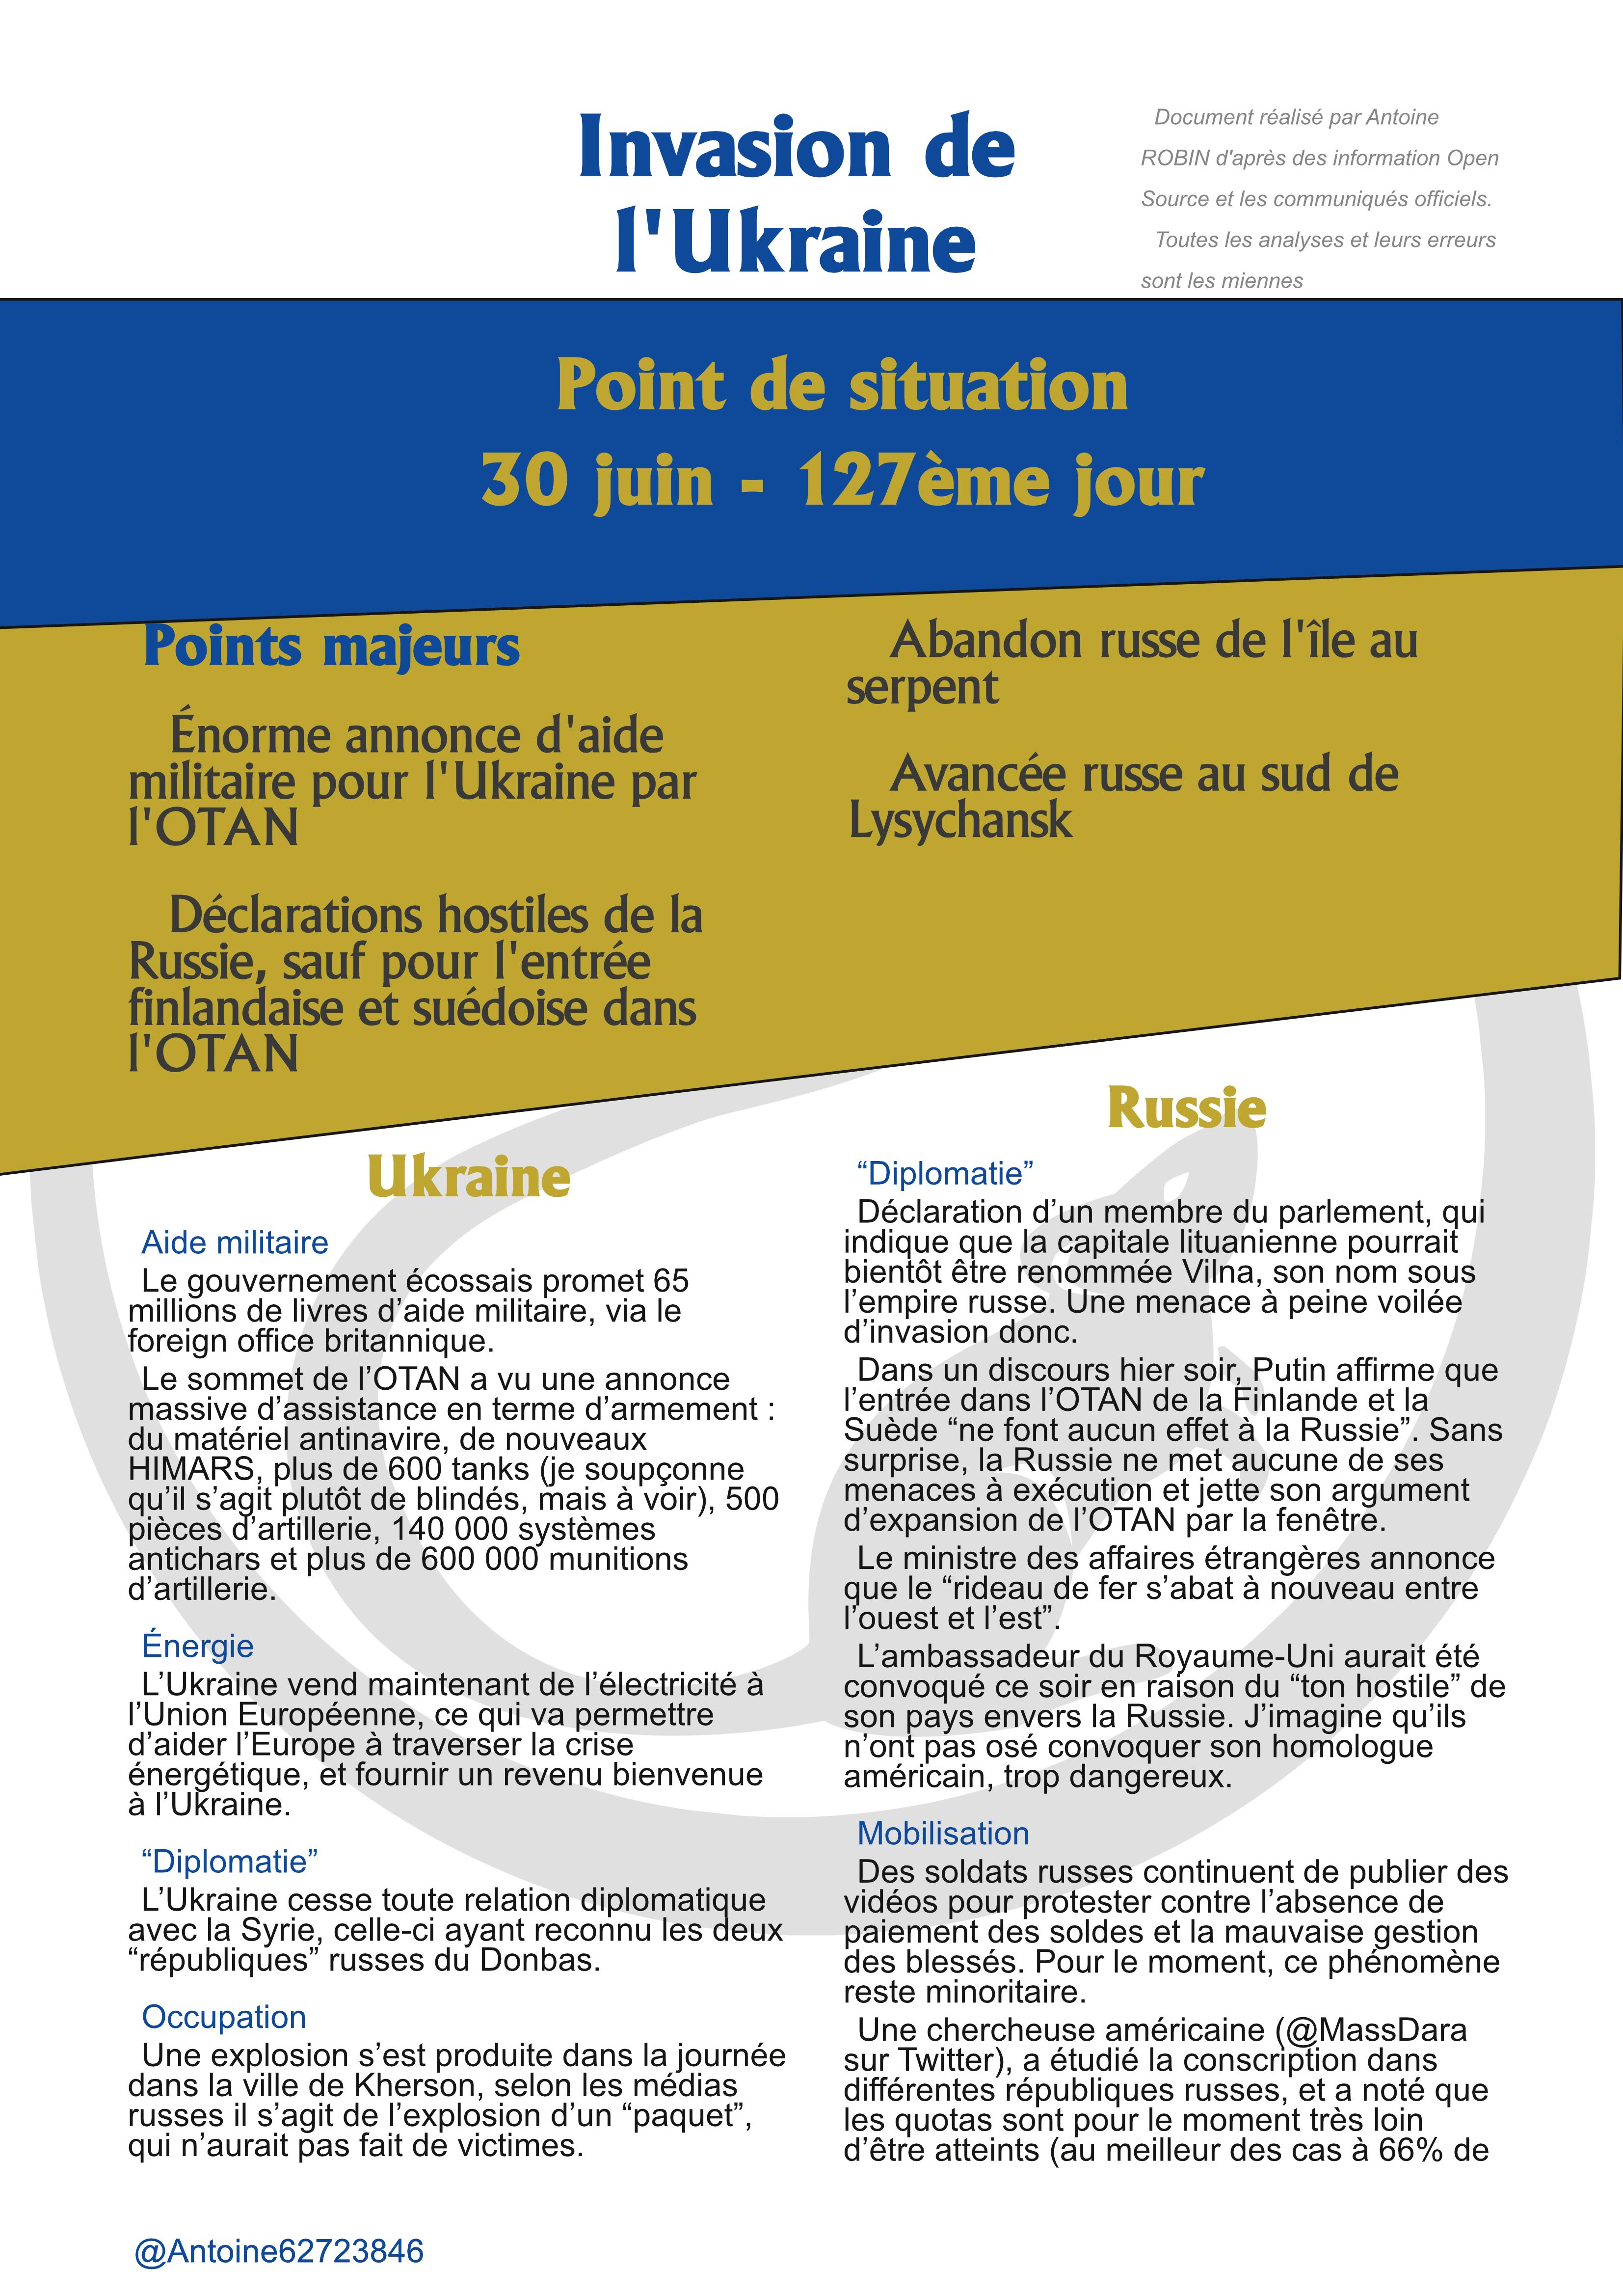 Invasion de
l'Ukraine
Document réalisé par Antoine
ROBIN d'après des information Open
Source et les communiqués officiels.
Toutes les analyses et leurs erreurs
sont les miennes
Point de situation
30 juin - 127ème jour
Points majeurs
Énorme annonce d'aide
militaire pour l'Ukraine par
l'OTAN
Déclarations hostiles de la
Russie, sauf pour l'entrée
finlandaise et suédoise dans
l'OTAN
Abandon russe de l'île au
serpent
Avancée russe au sud de
Lysychansk
Ukraine
Aide militaire
Le gouvernement écossais promet 65
millions de livres d’aide militaire, via le
foreign office britannique.
Le sommet de l’OTAN a vu une annonce
massive d’assistance en terme d’armement :
du matériel antinavire, de nouveaux
HIMARS, plus de 600 tanks (je soupçonne
qu’il s’agit plutôt de blindés, mais à voir), 500
pièces d’artillerie, 140 000 systèmes
antichars et plus de 600 000 munitions
d’artillerie.
Énergie
L’Ukraine vend maintenant de l’électricité à
l’Union Européenne, ce qui va permettre
d’aider l’Europe à traverser la crise
énergétique, et fournir un revenu bienvenue
à l’Ukraine.
“Diplomatie”
L’Ukraine cesse toute relation diplomatique
avec la Syrie, celle-ci ayant reconnu les deux
“républiques” russes du Donbas.
Occupation
Une explosion s’est produite dans la journée
dans la ville de Kherson, selon les médias
russes il s’agit de l’explosion d’un “paquet”,
qui n’aurait pas fait de victimes.
Russie
“Diplomatie”
Déclaration d’un membre du parlement, qui
indique que la capitale lituanienne pourrait
bientôt être renommée Vilna, son nom sous
l’empire russe. Une menace à peine voilée
d’invasion donc.
Dans un discours hier soir, Putin affirme que
l’entrée dans l’OTAN de la Finlande et la
Suède “ne font aucun effet à la Russie”. Sans
surprise, la Russie ne met aucune de ses
menaces à exécution et jette son argument
d’expansion de l’OTAN par la fenêtre.
Le ministre des affaires étrangères annonce
que le “rideau de fer s’abat à nouveau entre
l’ouest et l’est”.
L’ambassadeur du Royaume-Uni aurait été
convoqué ce soir en raison du “ton hostile” de
son pays envers la Russie. J’imagine qu’ils
n’ont pas osé convoquer son homologue
américain, trop dangereux.
Mobilisation
Des soldats russes continuent de publier des
vidéos pour protester contre l’absence de
paiement des soldes et la mauvaise gestion
des blessés. Pour le moment, ce phénomène
reste minoritaire.
Une chercheuse américaine (@MassDara
sur Twitter), a étudié la conscription dans
différentes républiques russes, et a noté que
les quotas sont pour le moment très loin
d’être atteints (au meilleur des cas à 66% de
@Antoine62723846